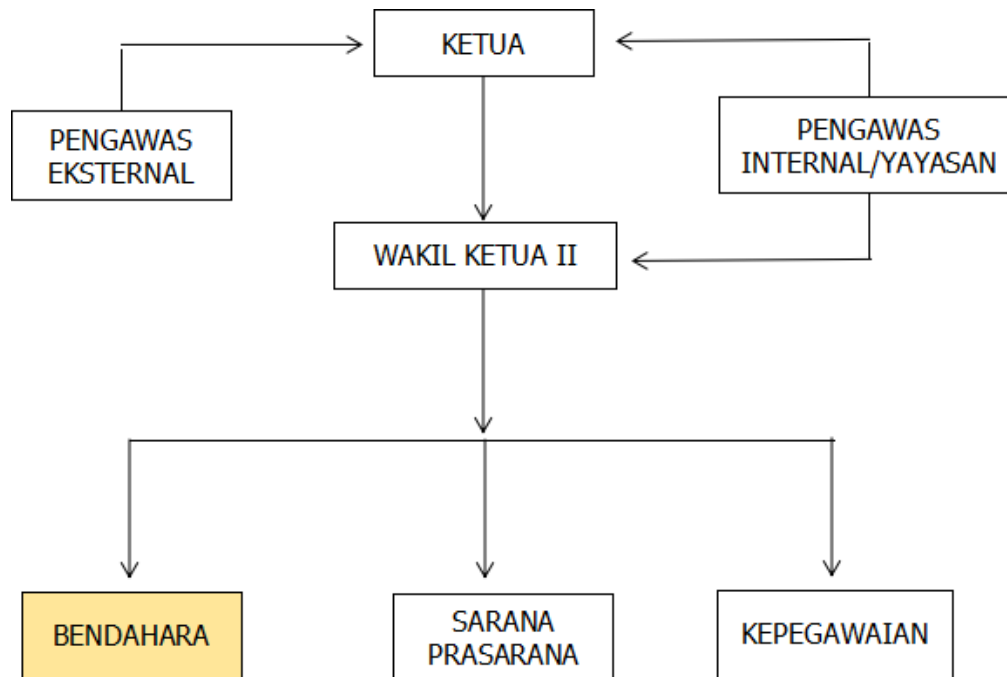 KETUA
PENGAWAS
EKSTERNAL
PENGAWAS
INTERNAL/YAYASAN
WAKIL KETUA II
BENDAHARA
SARANA
PRASARANA
KEPEGAWAIAN